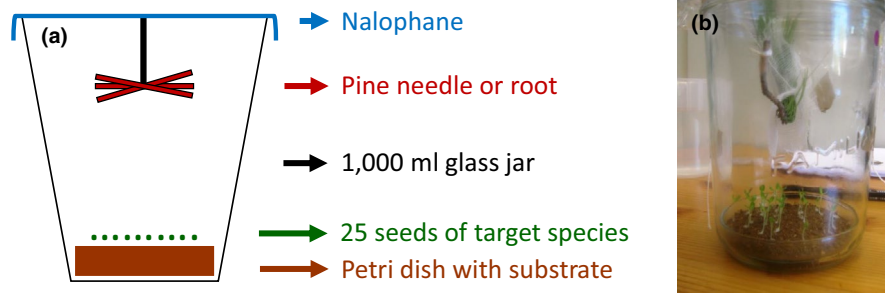 (a)
Nalophane
Pine needle or root
1,000 ml glass jar
25 seeds of target species
Petri dish with substrate
(b)